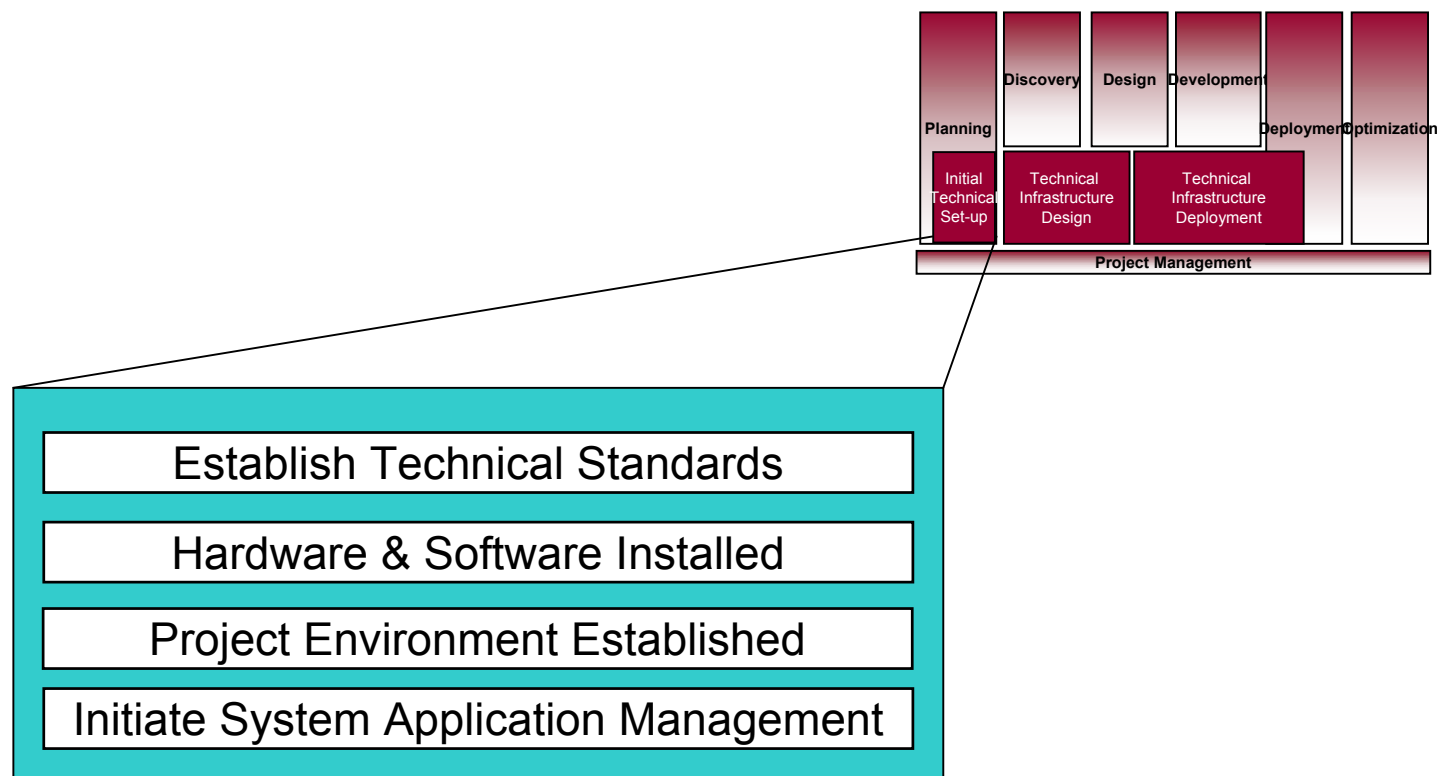 Discovery
Design
Development
Planning
Deployment
Optimization
Initial
Technical
Set-up
Technical
Infrastructure
Design
Technical
Infrastructure
Deployment
Project Management
Establish Technical Standards
Hardware & Software Installed
Project Environment Established
Initiate System Application Management